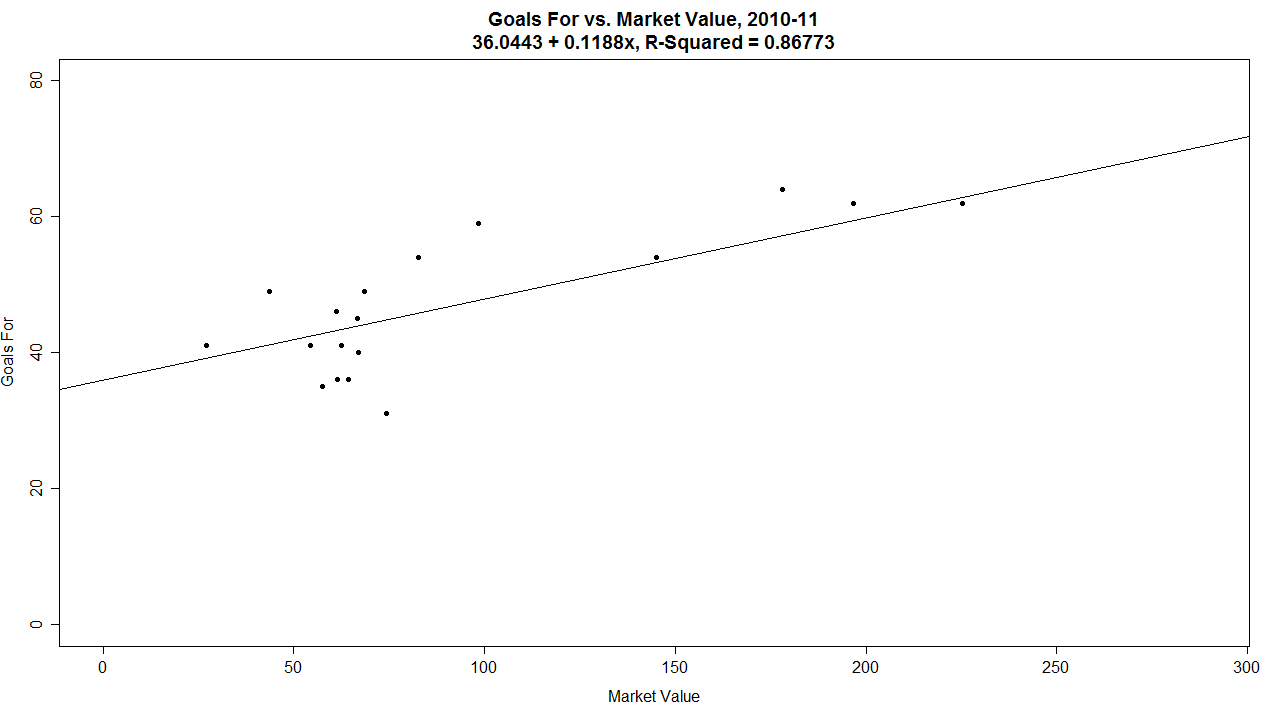 Goals For vs. Market Value, 2010-11
36.0443 + 0.1188x, R-Squared = 0.86773
80
60
40
20
0
Goals For
0 50 100 150 200 250 300
Market Value